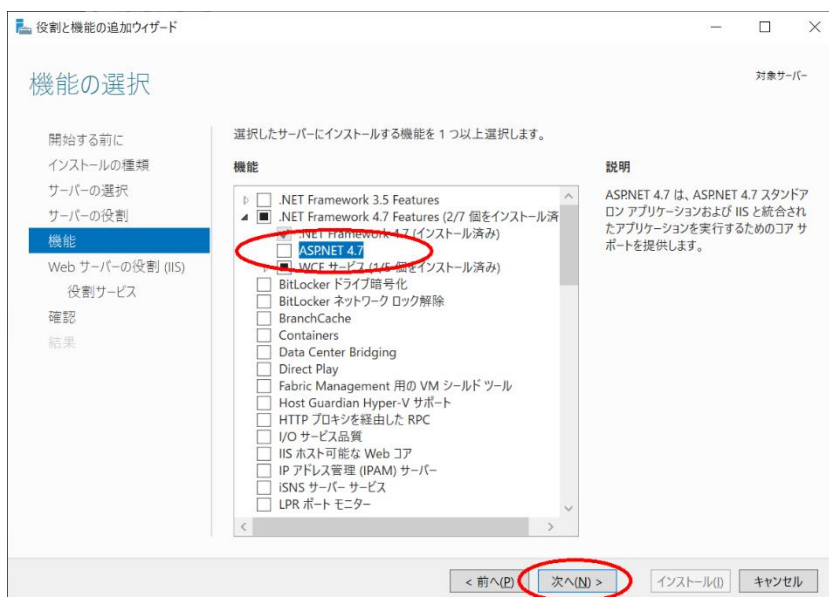 役割と機能の追加ウィザード
機能の選択
対象サーバー
開始する前に
インストールの種類
サーバーの選択
サーバーの役割
機能
Web サーバーの役割 (IIS)
役割サービス
確認
結果
選択したサーバーにインストールする機能を 1 つ以上選択します。
機能
.NET Framework 3.5 Features
.NET Framework 4.7 Features (2/7 個をインストール済
.NET Framework 4.7 (インストール済み)
ASP.NET 4.7
WCF サービス (1/5 個をインストール済み)
BitLocker ドライブ暗号化
BitLocker ネットワーク ロック解除
BranchCache
Containers
Data Center Bridging
Direct Play
Fabric Management 用の VM シールド ツール
Host Guardian Hyper-V サポート
HTTP プロキシを経由した RPC
I/O サービス品質
IIS ホスト可能な Web コア
IP アドレス管理 (IPAM) サーバー
iSNS サーバー サービス
LPR ポート モニター
説明
ASP.NET 4.7 は、ASP.NET 4.7 スタンドア
ロン アプリケーションおよび IIS と統合され
たアプリケーションを実行するためのコア サ
ポートを提供します。
< 前へ(P)
次へ(N) >
インストール(I)
キャンセル